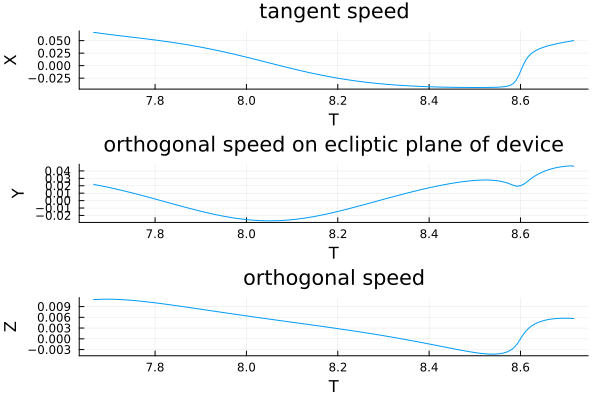 tangent speed
0.050
0.025
0.000
−0.025
X
7.8 8.0 8.2 8.4 8.6
T
orthogonal speed on ecliptic plane of device
0.04
0.03
0.02
0.01
0.00
−0.01
−0.02
Y
7.8 8.0 8.2 8.4 8.6
T
orthogonal speed
0.009
0.006
0.003
0.000
−0.003
Z
7.8 8.0 8.2 8.4 8.6
T